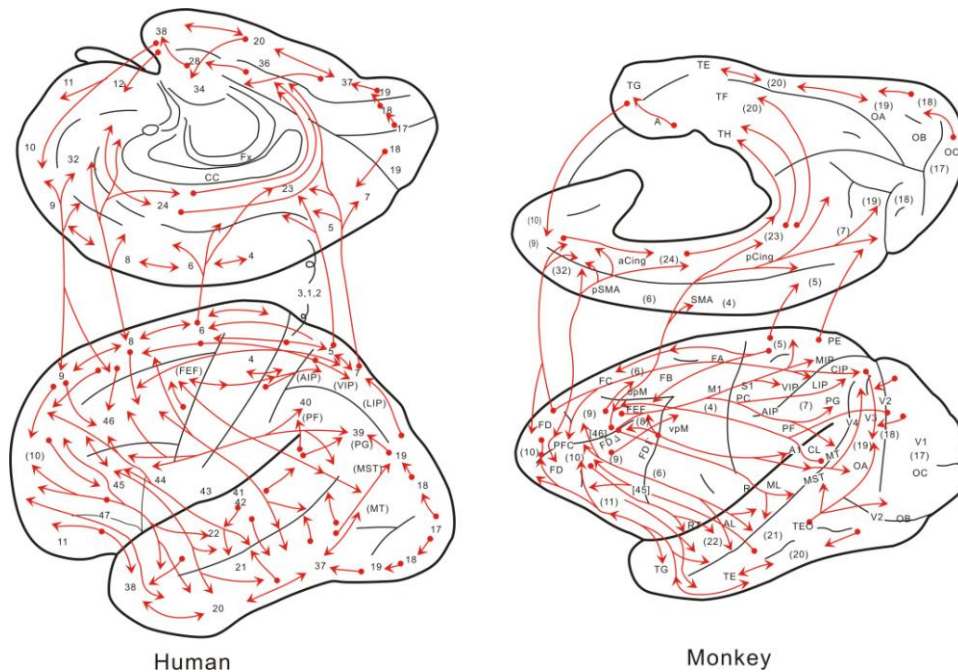 38
20
28
36
11
12
34
37
19
18
17
10
32
Fx
CC
18
19
9
24
23
7
5
8
6
4
3,1,2
6
8
5
9
4
(FEF)
(AIP)
(VIP)
(LIP)
46
40
(PF)
39
(PG)
(10)
19
(MST)
45
44
43
41
42
18
(MT)
47
22
17
11
21
37
19
18
38
20
Human
TE
TG
(20)
TF
(20)
(19)
(18)
OA
A
OB
TH
OC
(17)
(10)
(9)
(23)
(19)
(18)
(7)
aCing
(24)
pCing
(32)
pSMA
(5)
(6)
SMA
(4)
(5)
PE
FA
MIP
CIP
(6)
FC
FB
M1
S1
VIP
LIP
PC
V2
(9)
(4)
(7)
PG
FEF
AIP
V3
FD
(8)
vpM
PF
V4
(18)
[46]
V1
PFC
FDΔ
A1
CL
MT
(19)
(17)
(10)
(10)
(9)
OA
OC
FD
(6)
MST
[45]
ML
(11)
V2
OB
AL
TEO
(22)
(21)
(20)
TG
TE
Monkey